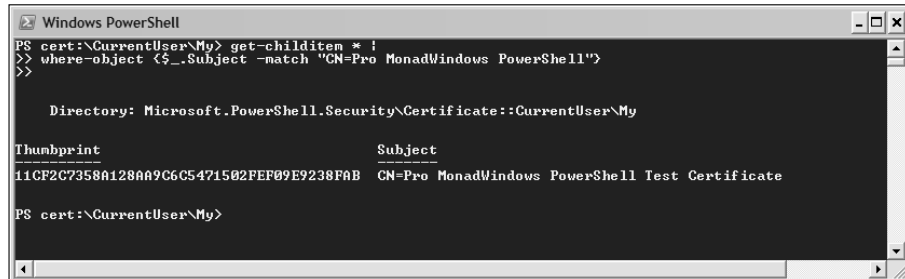 Windows PowerShell
PS cert:\CurrentUser\My> get-childitem * |
>> where-object {$_.Subject -match "CN=Pro MonadWindows PowerShell"}
>>
Directory: Microsoft.PowerShell.Security\Certificate::CurrentUser\My
Thumbprint Subject
---------- -------
11CF2C7358A128AA9C6C5471502FEF09E9238FAB CN=Pro MonadWindows PowerShell Test Certificate
PS cert:\CurrentUser\My>